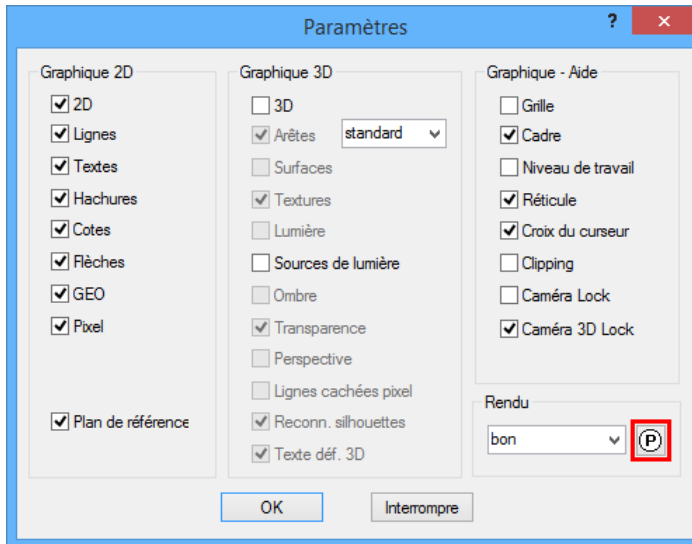 Paramètres
?
Graphique 2D
2D
Lignes
Textes
Hachures
Cotes
Flèches
GEO
Pixel
Plan de référence
Graphique 3D
3D
Arêtes
standard
Surfaces
Textures
Lumière
Sources de lumière
Ombre
Transparence
Perspective
Lignes cachées pixel
Reconn. silhouettes
Texte déf. 3D
Graphique - Aide
Grille
Cadre
Niveau de travail
Réticule
Croix du curseur
Clipping
Caméra Lock
Caméra 3D Lock
Rendu
bon
P
OK
Interrompre